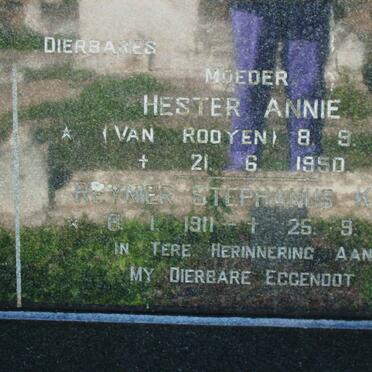 DIERBARES
MOEDER
HESTER ANNIE
* (VAN ROOYEN) 8 9
† 21 6 1950
REYNIER STEPHANUS K
* 8 1 1911 - † 25 9
IN TERE HERINNERING AAN
MY DIERBARE EGGENOOT